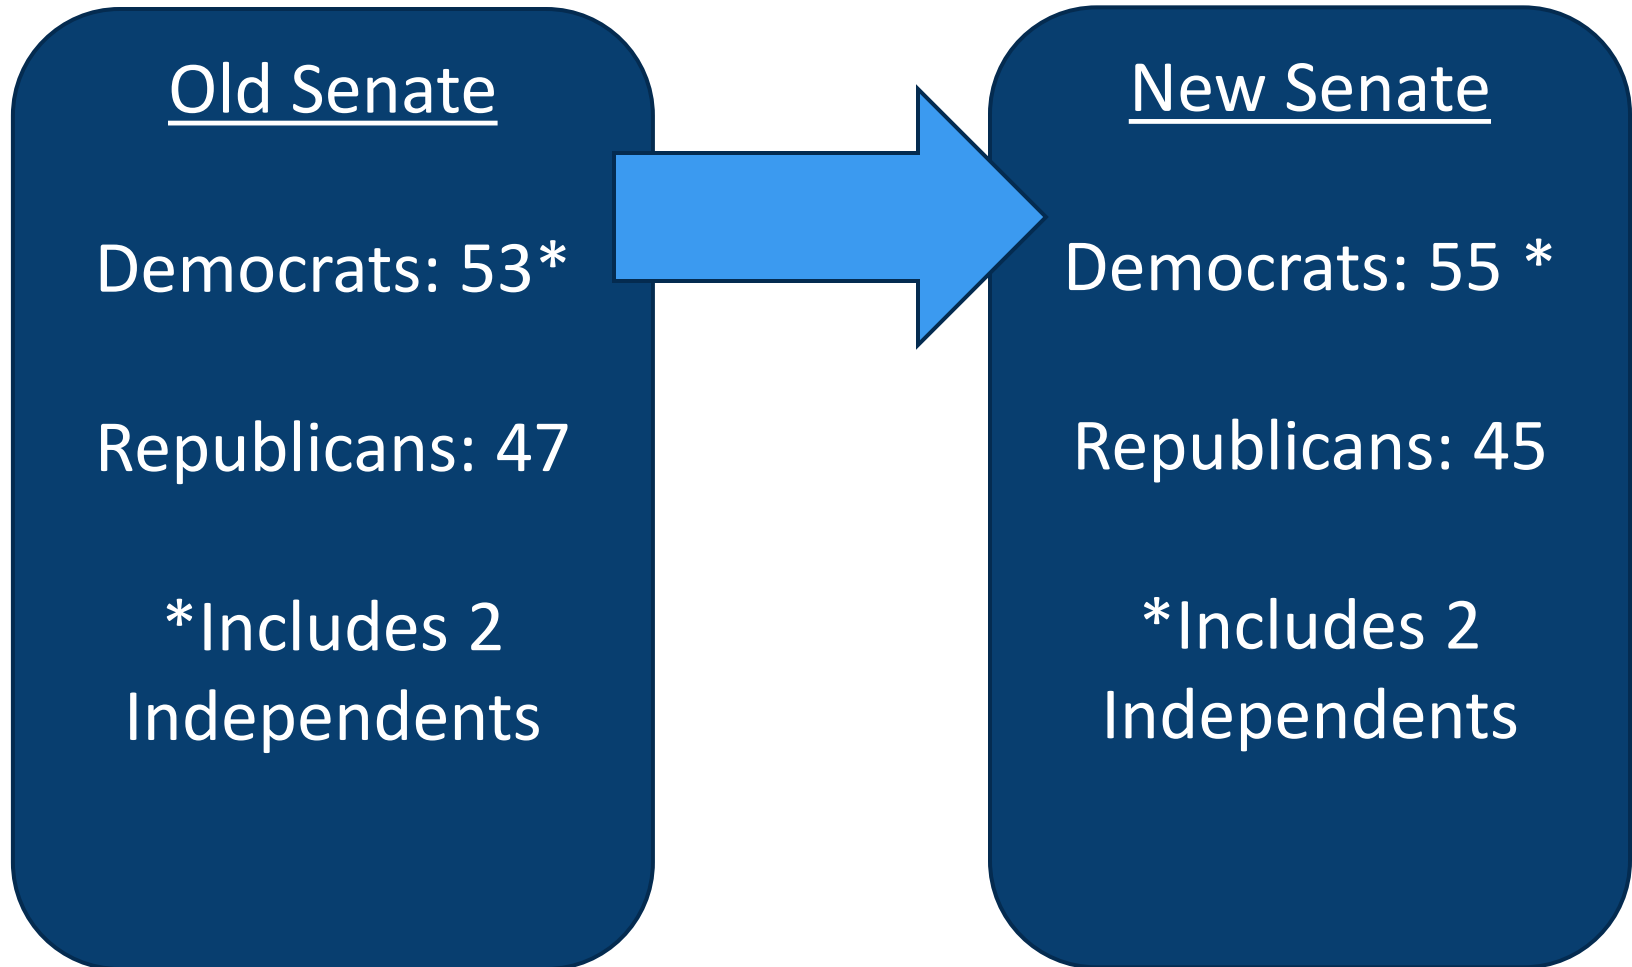 Old Senate
Democrats: 53*
Republicans: 47
*Includes 2
Independents
New Senate
Democrats: 55 *
Republicans: 45
*Includes 2
Independents